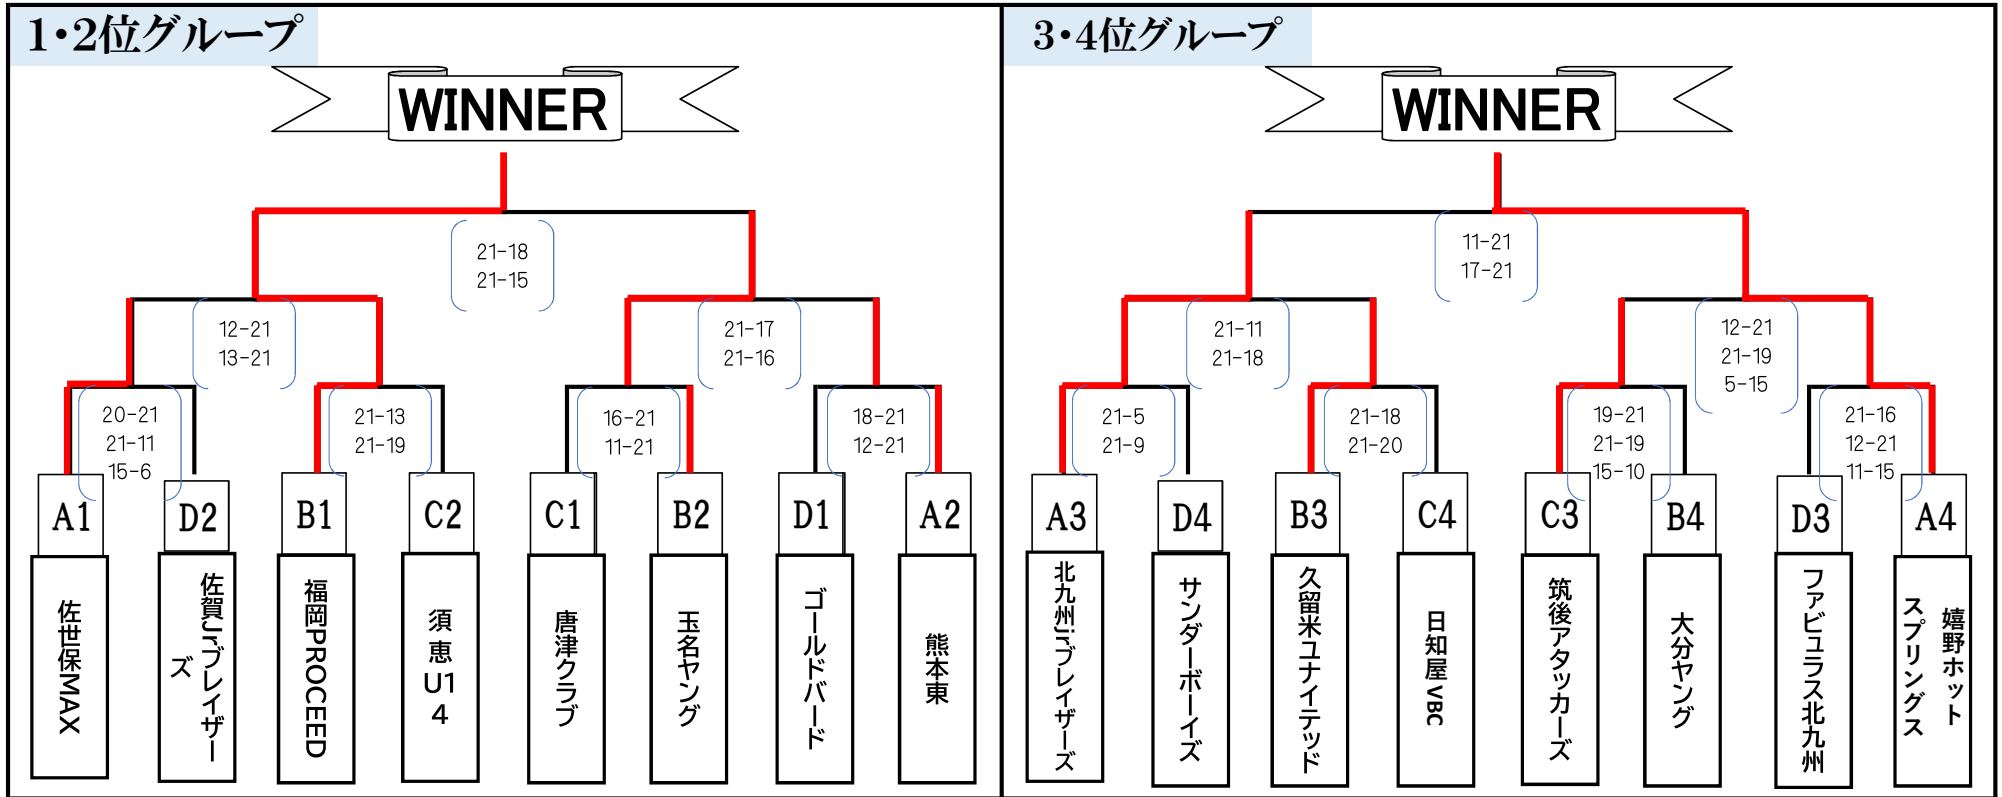 1・2位グループ
WINNER
21-18
21-15
12-21
13-21
21-17
21-16
20-21
21-11
15-6
21-13
21-19
16-21
11-21
18-21
12-21
A1
D2
B1
C2
C1
B2
D1
A2
佐世保MAX
佐賀Jr.ブレイザー
ズ
福岡PROCEED
須恵U1
4
唐津クラブ
玉名ヤング
ゴールドバード
熊本東
3・4位グループ
WINNER
11-21
17-21
21-11
21-18
12-21
21-19
5-15
21-5
21-9
21-18
21-20
19-21
21-19
15-10
21-16
12-21
11-15
A3
D4
B3
C4
C3
B4
D3
A4
北九州jrブレイザーズ
サンダーボーイズ
久留米ユナイテッド
日知屋VBC
筑後アタッカーズ
大分ヤング
ファビュラス北九州
嬉野ホット
スプリングス